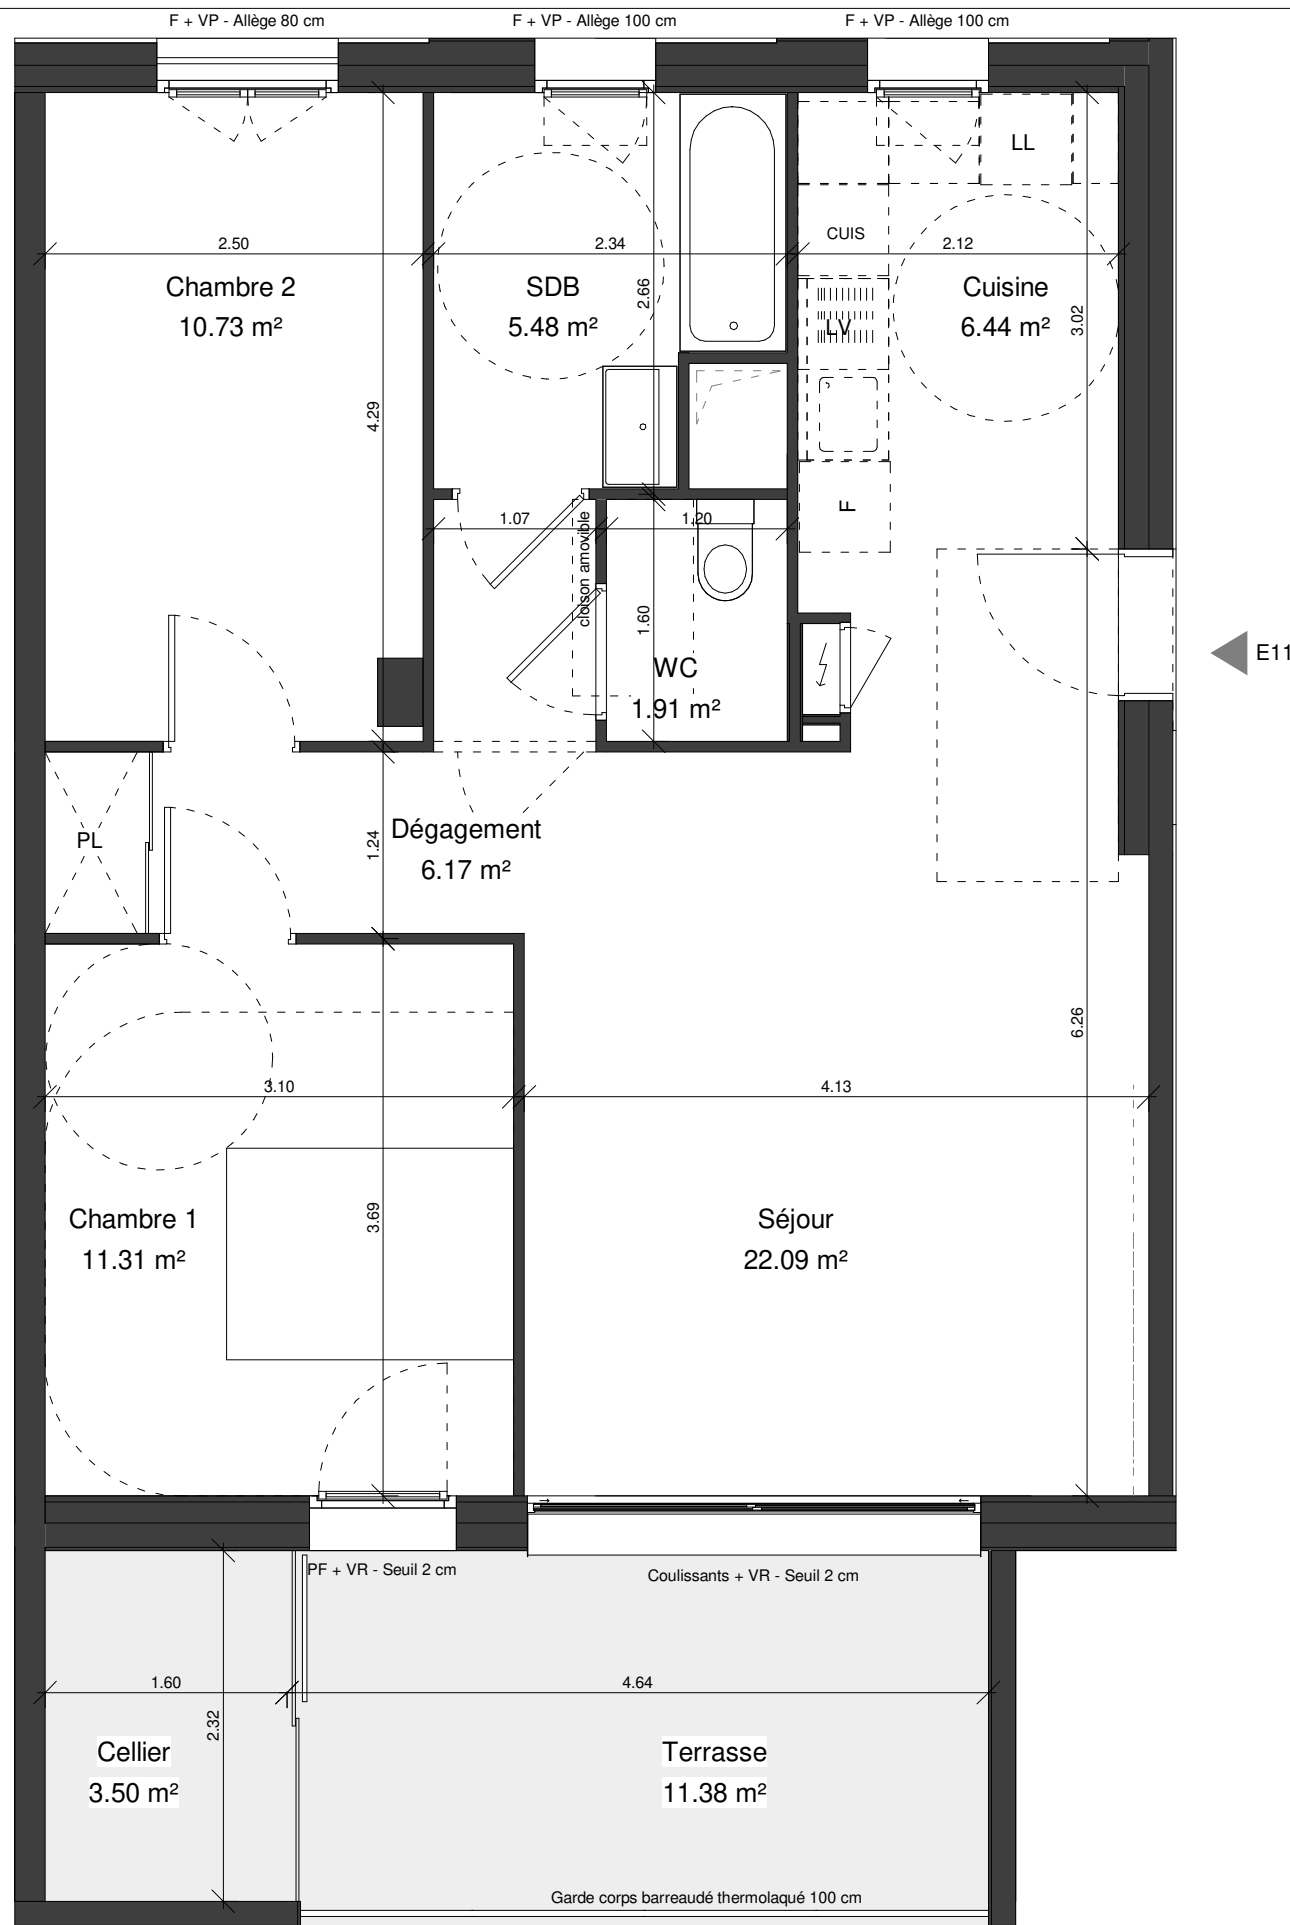 F + VP - Allège 80 cm
F + VP - Allège 100 cm
F + VP - Allège 100 cm
LL
CUIS
2.50
2.34
2.12
Chambre 2
10.73 m²
SDB
5.48 m²
2.66
Cuisine
6.44 m²
3.02
LV
4.29
F
1.07
1.20
cloison amovible
1.60
WC
1.91 m²
E11
PL
Dégagement
6.17 m²
1.24
6.26
3.10
4.13
Chambre 1
11.31 m²
3.69
Séjour
22.09 m²
PF + VR - Seuil 2 cm
Coulissants + VR - Seuil 2 cm
1.60
4.64
2.32
Cellier
3.50 m²
Terrasse
11.38 m²
Garde corps barreaudé thermolaqué 100 cm